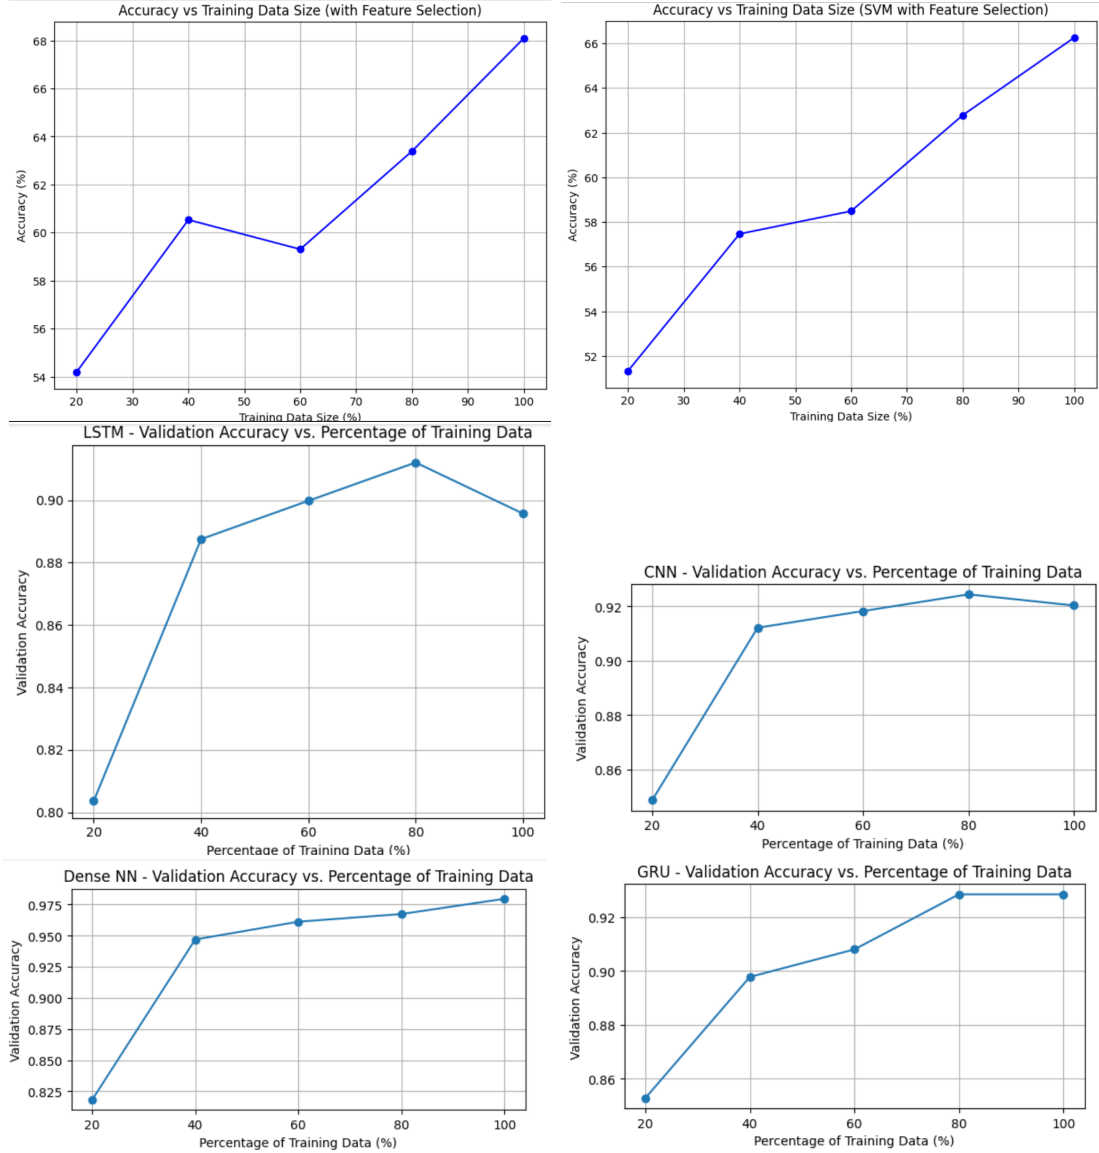 Accuracy vs Training Data Size (with Feature Selection)
Accuracy (%)
68
66
64
62
60
58
56
54
20 30 40 50 60 70 80 90 100
Training Data Size (%)
Accuracy vs Training Data Size (SVM with Feature Selection)
Accuracy (%)
66
64
62
60
58
56
54
52
20 30 40 50 60 70 80 90 100
Training Data Size (%)
LSTM - Validation Accuracy vs. Percentage of Training Data
Validation Accuracy
0.90
0.88
0.86
0.84
0.82
0.80
20 40 60 80 100
Percentage of Training Data (%)
CNN - Validation Accuracy vs. Percentage of Training Data
Validation Accuracy
0.92
0.90
0.88
0.86
20 40 60 80 100
Percentage of Training Data (%)
Dense NN - Validation Accuracy vs. Percentage of Training Data
Validation Accuracy
0.975
0.950
0.925
0.900
0.875
0.850
0.825
20 40 60 80 100
Percentage of Training Data (%)
GRU - Validation Accuracy vs. Percentage of Training Data
Validation Accuracy
0.92
0.90
0.88
0.86
20 40 60 80 100
Percentage of Training Data (%)